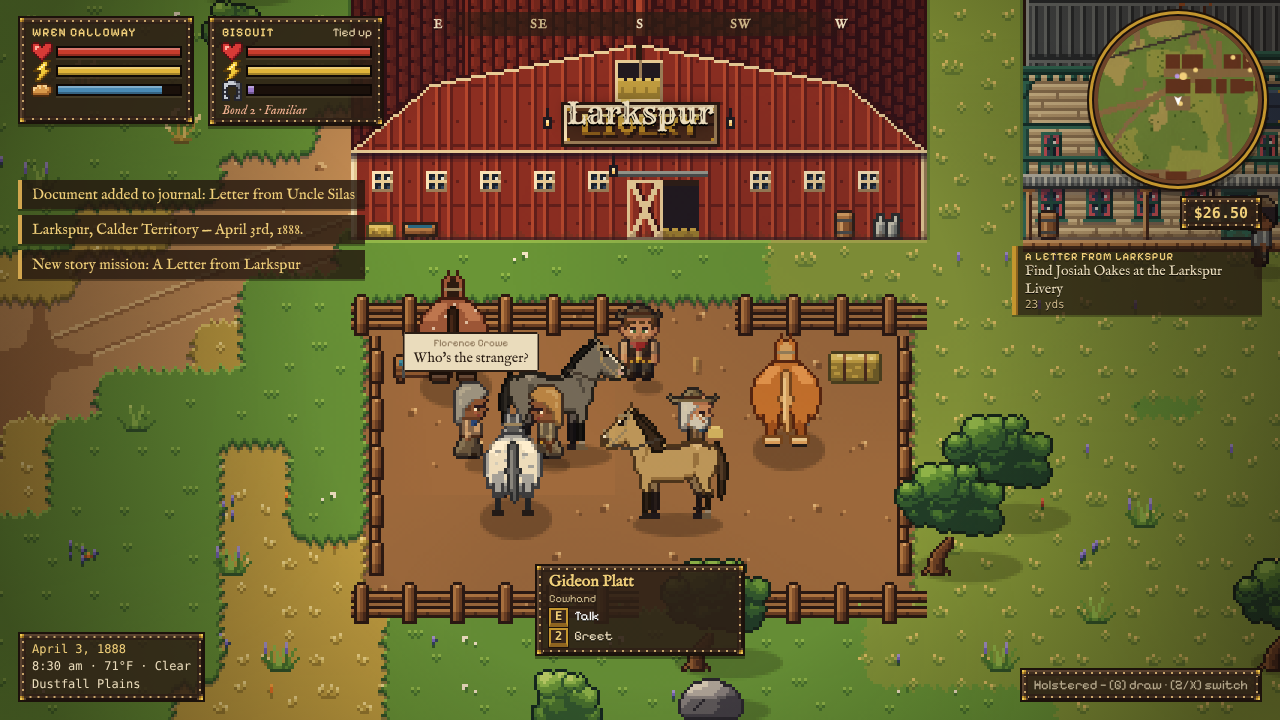 E SE S SW W
WREN CALLOWAY
BISCUIT Tied up
Bond 2 · Familiar
Larkspur
LIVERY
Document added to journal: Letter from Uncle Silas
Larkspur, Calder Territory — April 3rd, 1888.
New story mission: A Letter from Larkspur
$26.50
A LETTER FROM LARKSPUR
Find Josiah Oakes at the Larkspur
Livery
23 yds
Florence Crowe
Who's the stranger?
Gideon Platt
Cowhand
E Talk
2 Greet
April 3, 1888
8:30 am · 71°F · Clear
Dustfall Plains
Holstered - (G) draw · (Z/X) switch